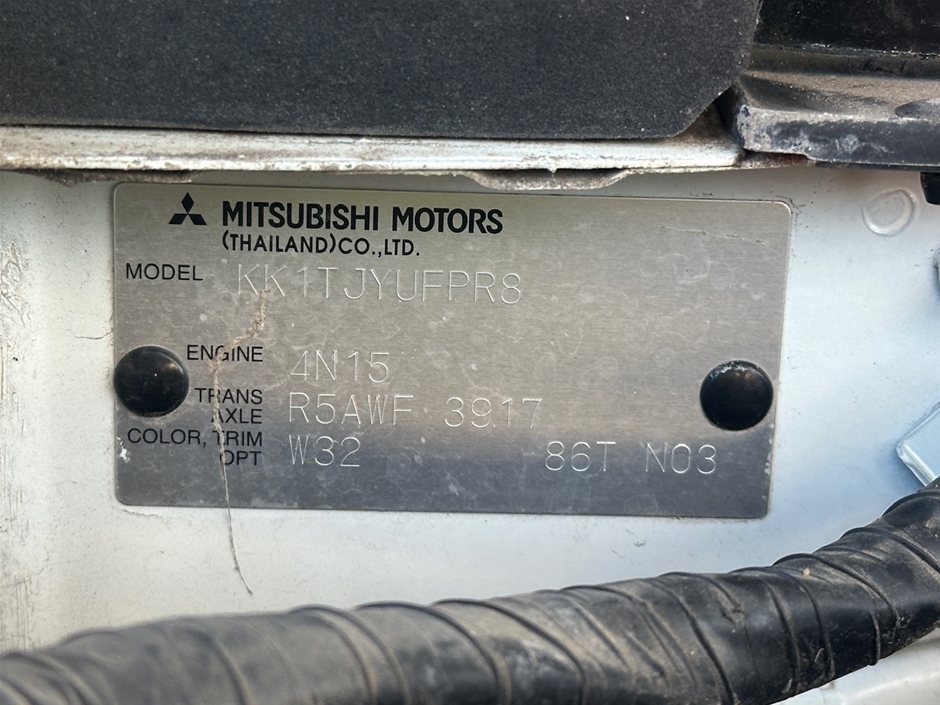 MITSUBISHI MOTORS
(THAILAND)CO.,LTD.
MODEL KK1TJYUFPR8
ENGINE 4N15
TRANS AXLE R5AWF 3917
COLOR, TRIM OPT W32 86T N03